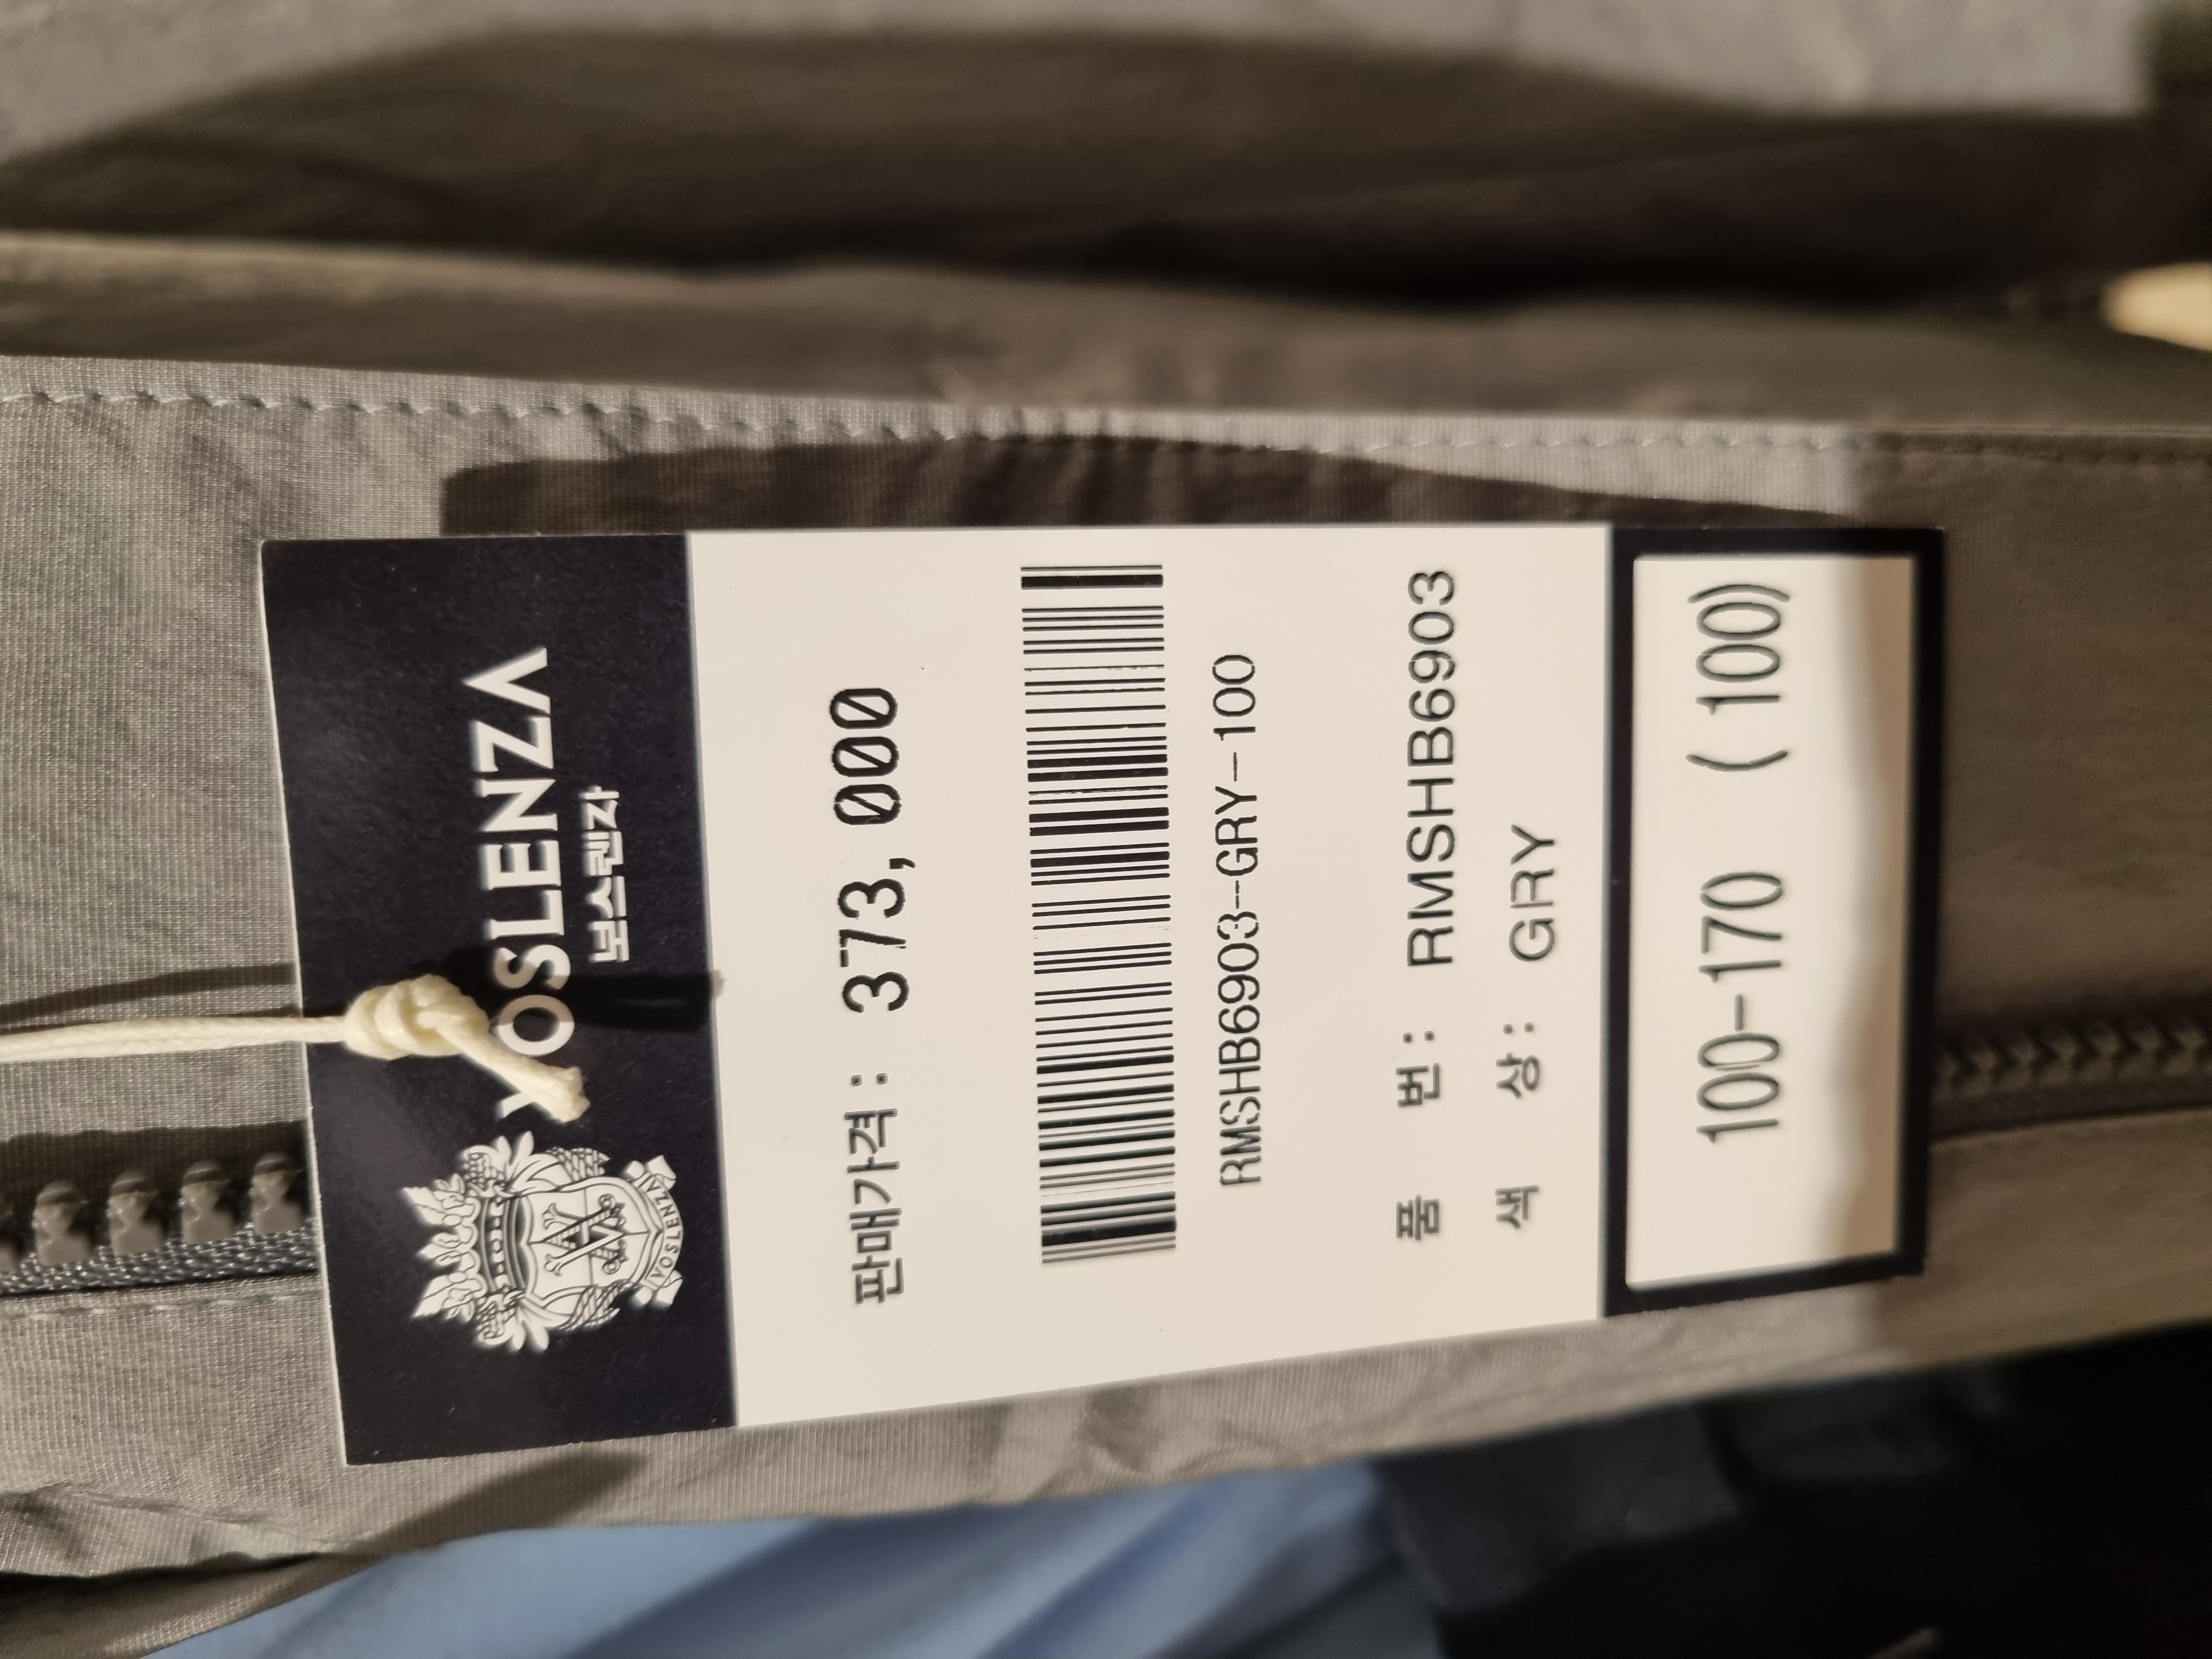 VOSLENZA
보스렌자
VOSLENZA
판매가격 : 373,000
RMSHB6903-GRY-100
품 번 : RMSHB6903
색 상 : GRY
100-170 (100)